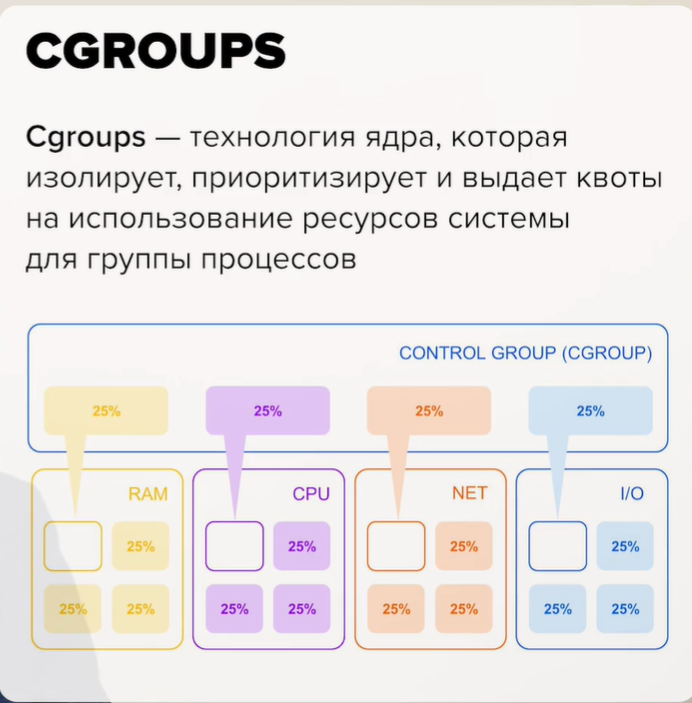 CGROUPS
Cgroups — технология ядра, которая
изолирует, приоритизирует и выдает квоты
на использование ресурсов системы
для группы процессов
CONTROL GROUP (CGROUP)
25% 25% 25% 25%
RAM CPU NET I/O
25% 25% 25% 25%
25% 25% 25% 25% 25% 25% 25% 25%